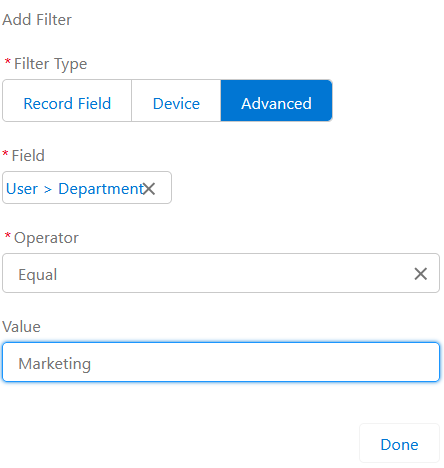 Add Filter
* Filter Type
Record Field Device Advanced
* Field
User > Department
* Operator
Equal
Value
Marketing
Done